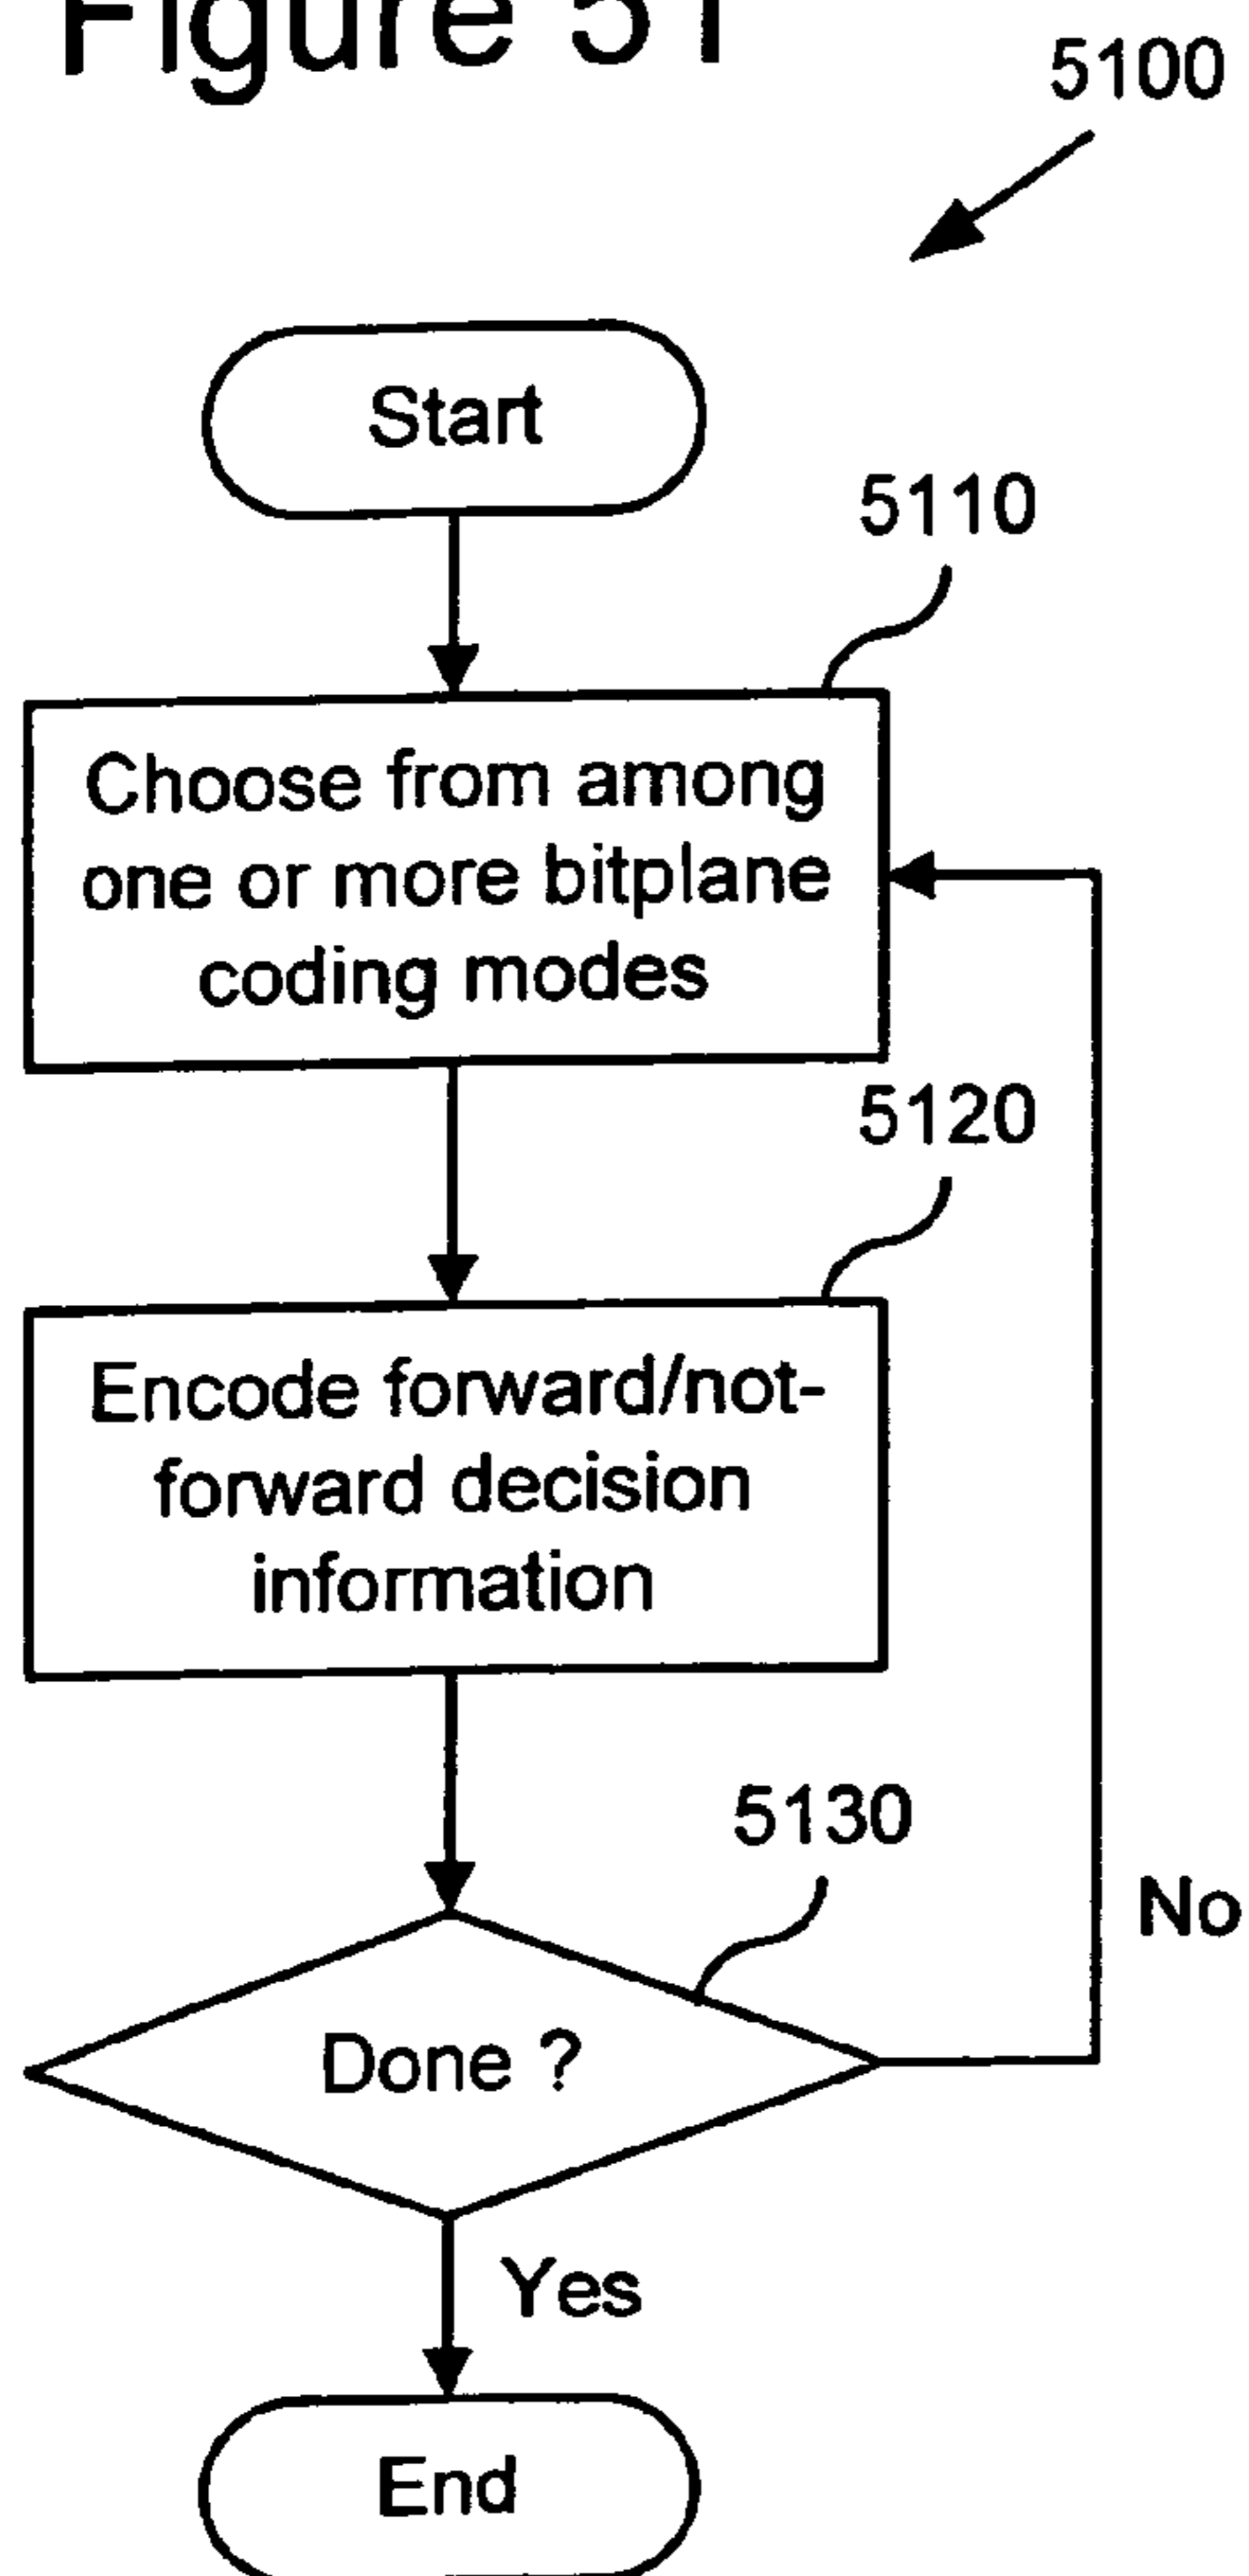 Figure 51
5100
Start
5110
Choose from among
one or more bitplane
coding modes
5120
Encode forward/not-
forward decision
information
5130
No
Done ?
Yes
End